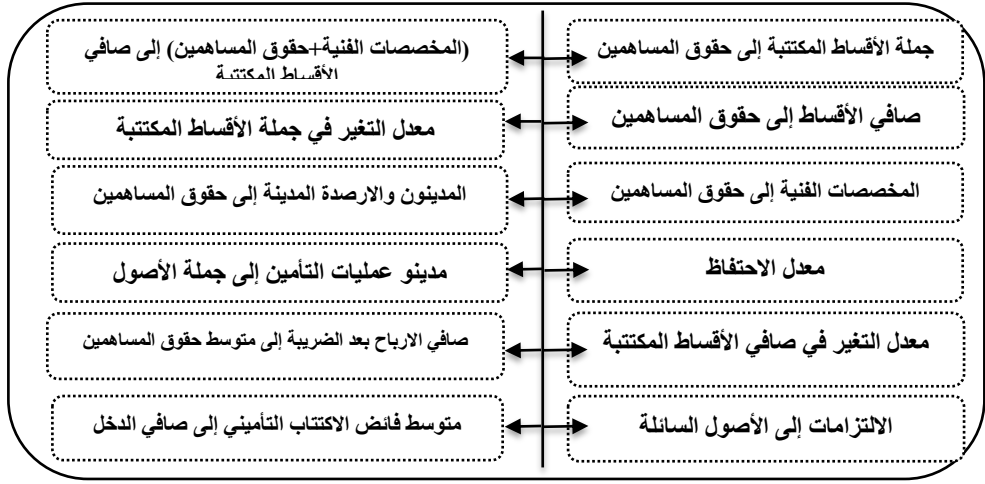 جملة الأقساط المكتتبة إلى حقوق المساهمين
(المخصصات الفنية+حقوق المساهمين) إلى صافي
الأقساط المكتتبة
صافي الأقساط إلى حقوق المساهمين
معدل التغير في جملة الأقساط المكتتبة
المخصصات الفنية إلى حقوق المساهمين
المدينون والارصدة المدينة إلى حقوق المساهمين
معدل الاحتفاظ
مدينو عمليات التأمين إلى جملة الأصول
معدل التغير في صافي الأقساط المكتتبة
صافي الارباح بعد الضريبة إلى متوسط حقوق المساهمين
الالتزامات إلى الأصول السائلة
متوسط فائض الاكتتاب التأميني إلى صافي الدخل